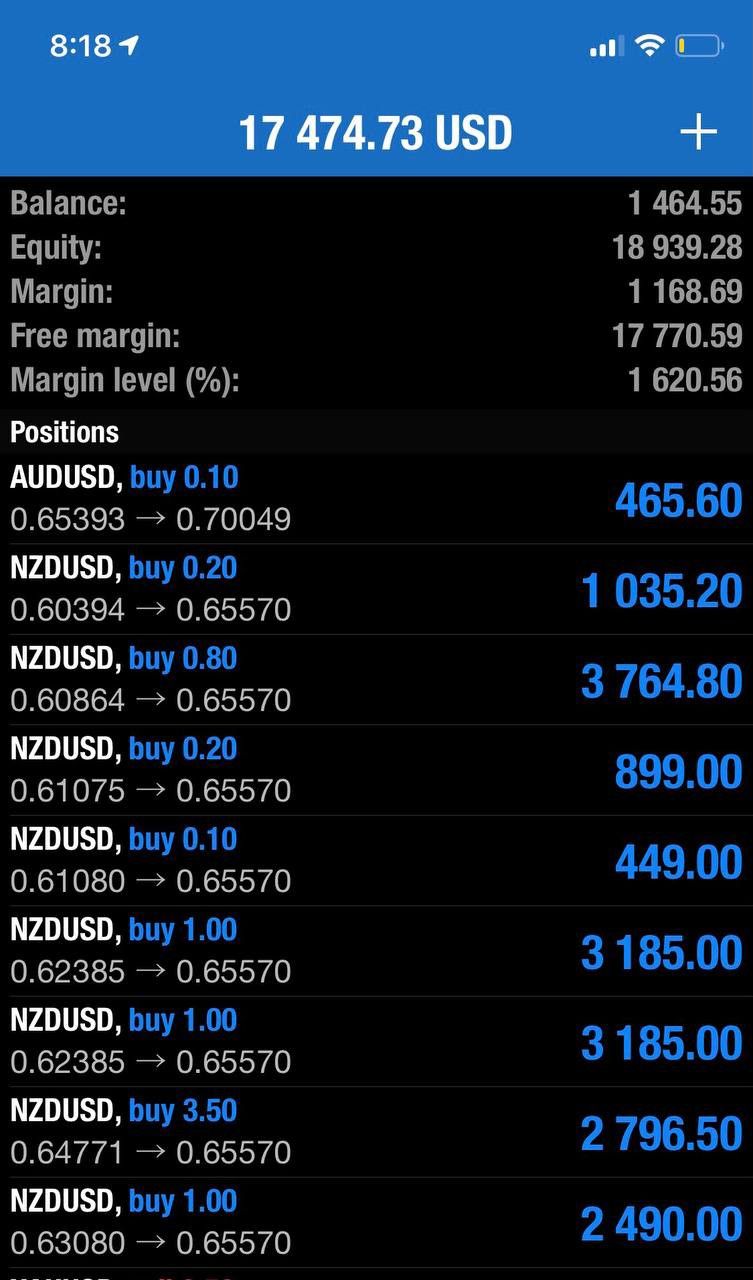 8:18
17 474.73 USD
Balance: 1 464.55
Equity: 18 939.28
Margin: 1 168.69
Free margin: 17 770.59
Margin level (%): 1 620.56
Positions
AUDUSD, buy 0.10
0.65393 → 0.70049
465.60
NZDUSD, buy 0.20
0.60394 → 0.65570
1 035.20
NZDUSD, buy 0.80
0.60864 → 0.65570
3 764.80
NZDUSD, buy 0.20
0.61075 → 0.65570
899.00
NZDUSD, buy 0.10
0.61080 → 0.65570
449.00
NZDUSD, buy 1.00
0.62385 → 0.65570
3 185.00
NZDUSD, buy 1.00
0.62385 → 0.65570
3 185.00
NZDUSD, buy 3.50
0.64771 → 0.65570
2 796.50
NZDUSD, buy 1.00
0.63080 → 0.65570
2 490.00